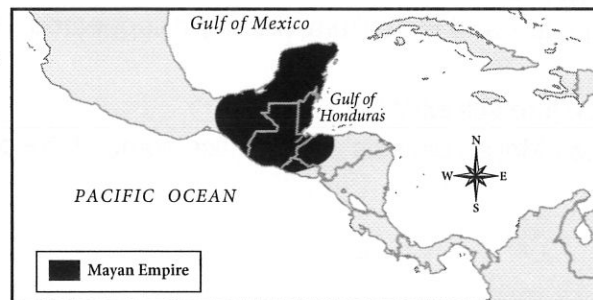 Gulf of Mexico
Gulf of
Honduras
N
W E
S
PACIFIC OCEAN
Mayan Empire